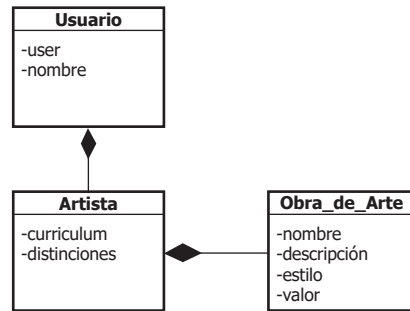 Usuario
-user
-nombre
Artista
-curriculum
-distinciones
Obra_de_Arte
-nombre
-descripción
-estilo
-valor